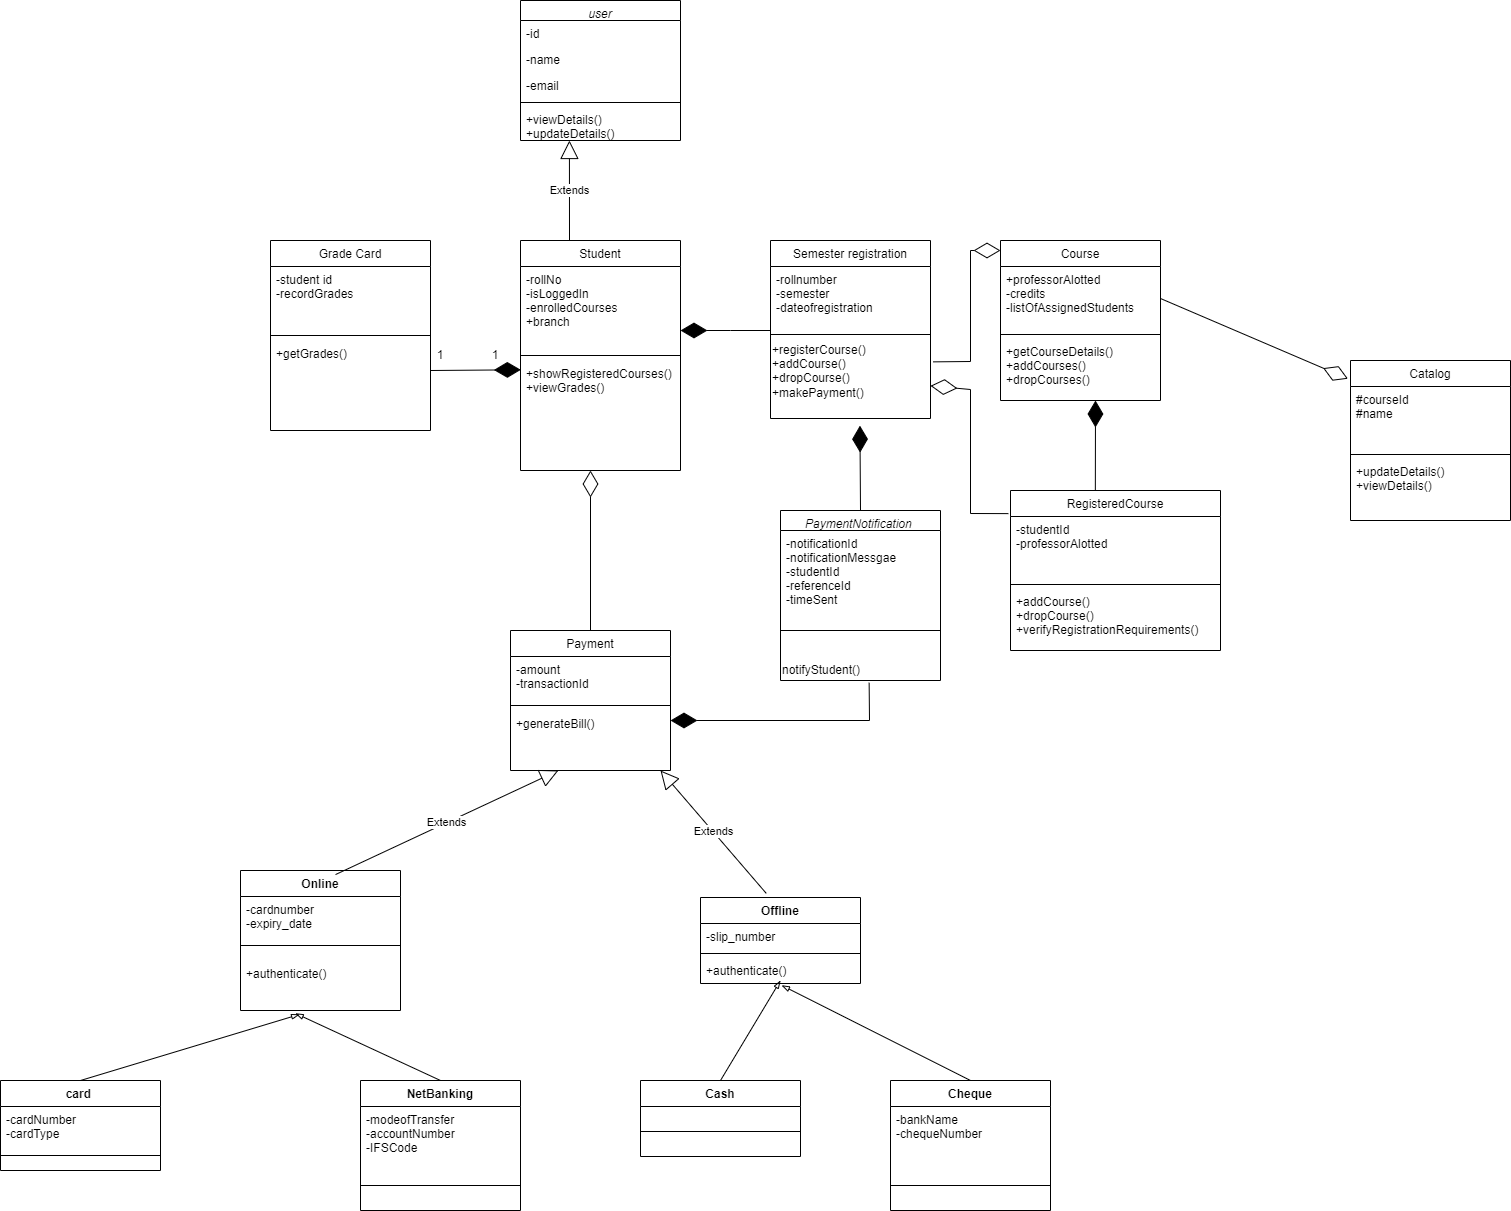 user
-id
-name
-email
+viewDetails()
+updateDetails()
Extends
Grade Card
-student id
-recordGrades
+getGrades()
1
1
Student
-rollNo
-isLoggedIn
-enrolledCourses
+branch
+showRegisteredCourses()
+viewGrades()
Semester registration
-rollnumber
-semester
-dateofregistration
+registerCourse()
+addCourse()
+dropCourse()
+makePayment()
Course
+professorAlotted
-credits
-listOfAssignedStudents
+getCourseDetails()
+addCourses()
+dropCourses()
Catalog
#courseId
#name
+updateDetails()
+viewDetails()
RegisteredCourse
-studentId
-professorAlotted
+addCourse()
+dropCourse()
+verifyRegistrationRequirements()
PaymentNotification
-notificationId
-notificationMessgae
-studentId
-referenceId
-timeSent
notifyStudent()
Payment
-amount
-transactionId
+generateBill()
Extends
Extends
Online
-cardnumber
-expiry_date
+authenticate()
Offline
-slip_number
+authenticate()
card
-cardNumber
-cardType
NetBanking
-modeofTransfer
-accountNumber
-IFSCode
Cash
Cheque
-bankName
-chequeNumber